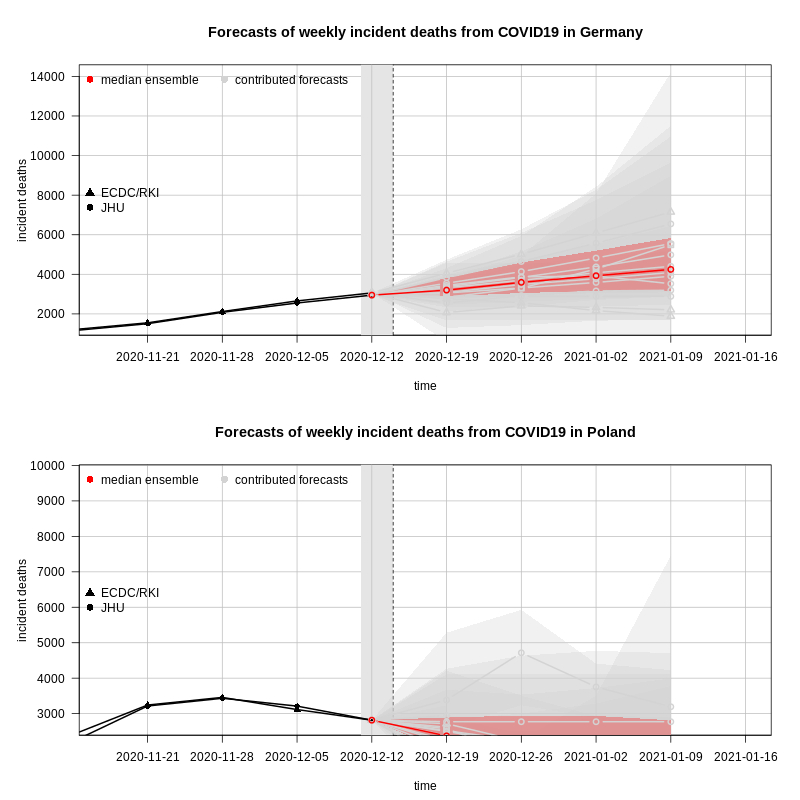 Forecasts of weekly incident deaths from COVID19 in Germany
incident deaths
14000
12000
10000
8000
6000
4000
2000
median ensemble
contributed forecasts
ECDC/RKI
JHU
2020-11-21 2020-11-28 2020-12-05 2020-12-12 2020-12-19 2020-12-26 2021-01-02 2021-01-09 2021-01-16
time
Forecasts of weekly incident deaths from COVID19 in Poland
incident deaths
10000
9000
8000
7000
6000
5000
4000
3000
median ensemble
contributed forecasts
ECDC/RKI
JHU
2020-11-21 2020-11-28 2020-12-05 2020-12-12 2020-12-19 2020-12-26 2021-01-02 2021-01-09 2021-01-16
time